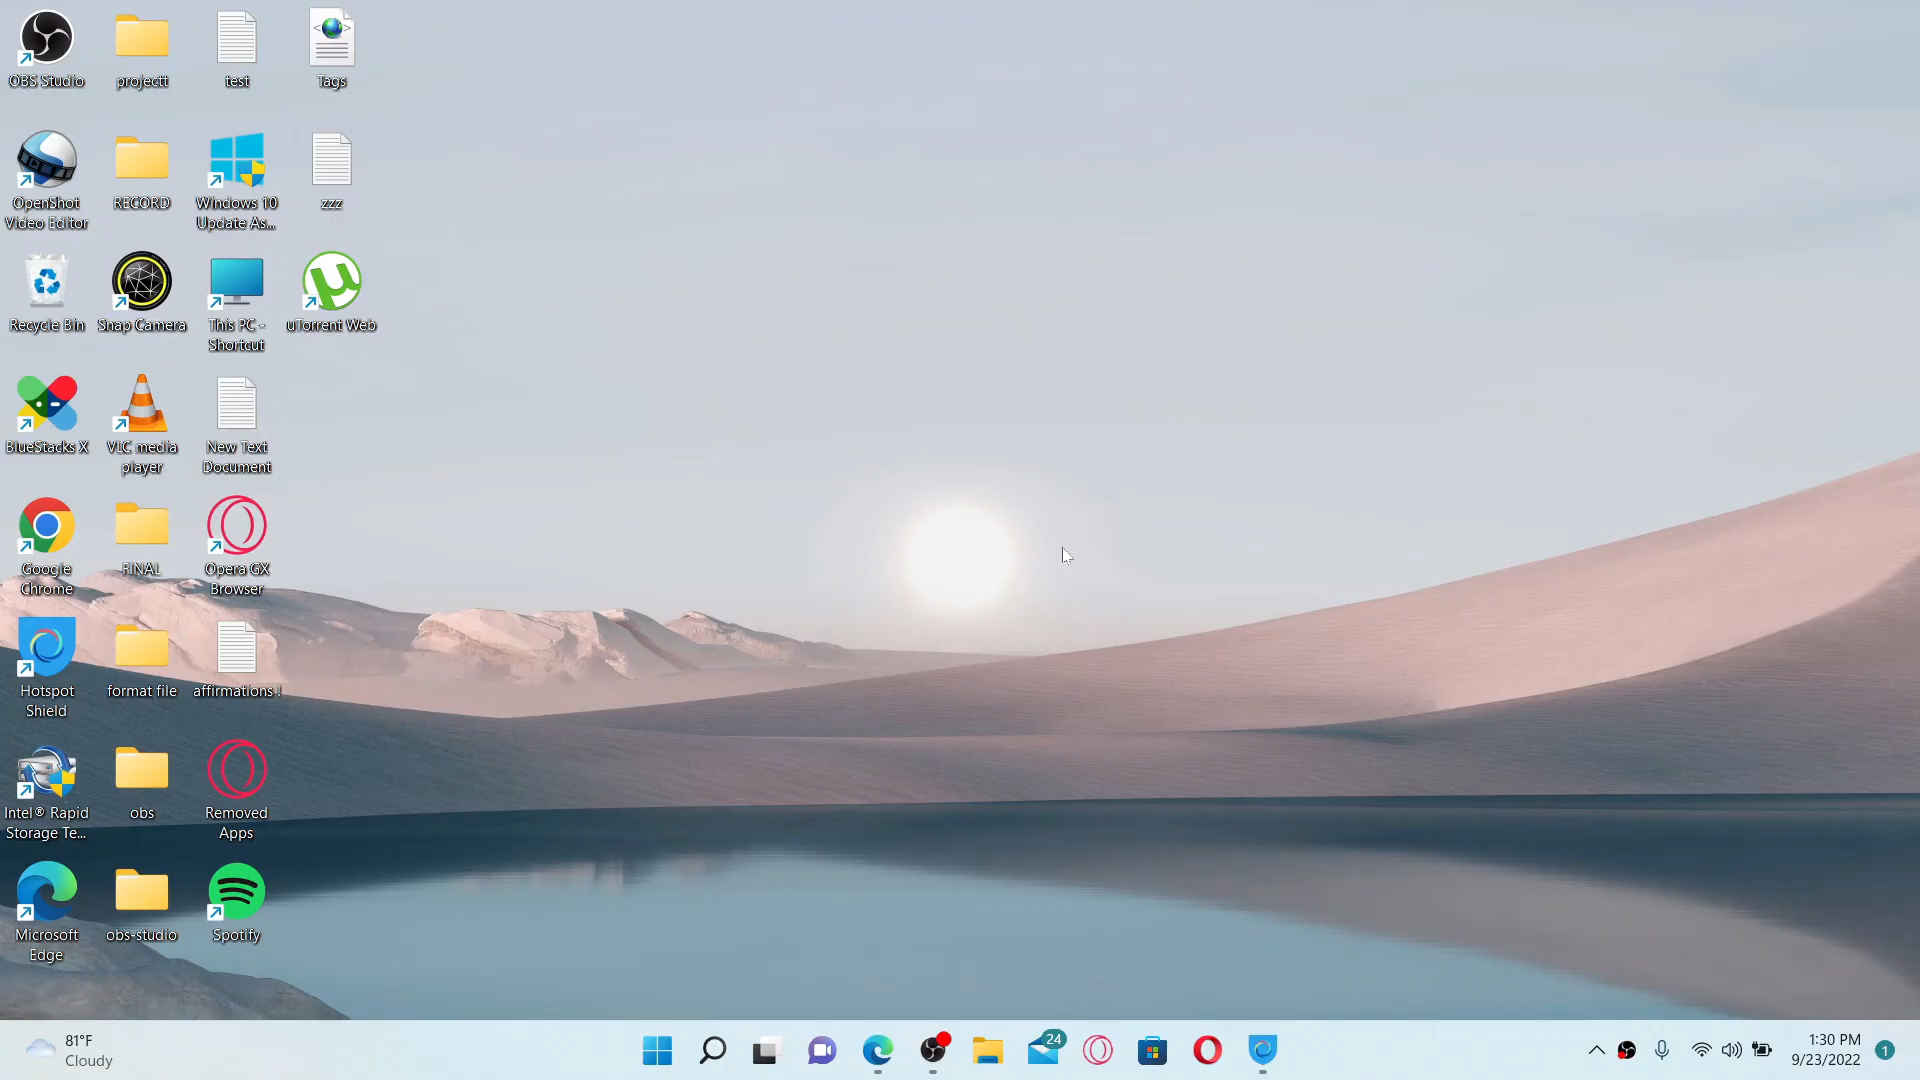 OBS Studio
projectt
test
Tags
OpenShot
Video Editor
RECORD
Windows 10
Update As...
zzz
Recycle Bin
Snap Camera
This PC -
Shortcut
uTorrent Web
BlueStacks X
VLC media
player
New Text
Document
Google
Chrome
FINAL
Opera GX
Browser
Hotspot
Shield
format file
affirmations !
Intel® Rapid
Storage Te...
obs
Removed
Apps
Microsoft
Edge
obs-studio
Spotify
81°F
Cloudy
24
1:30 PM
9/23/2022
1